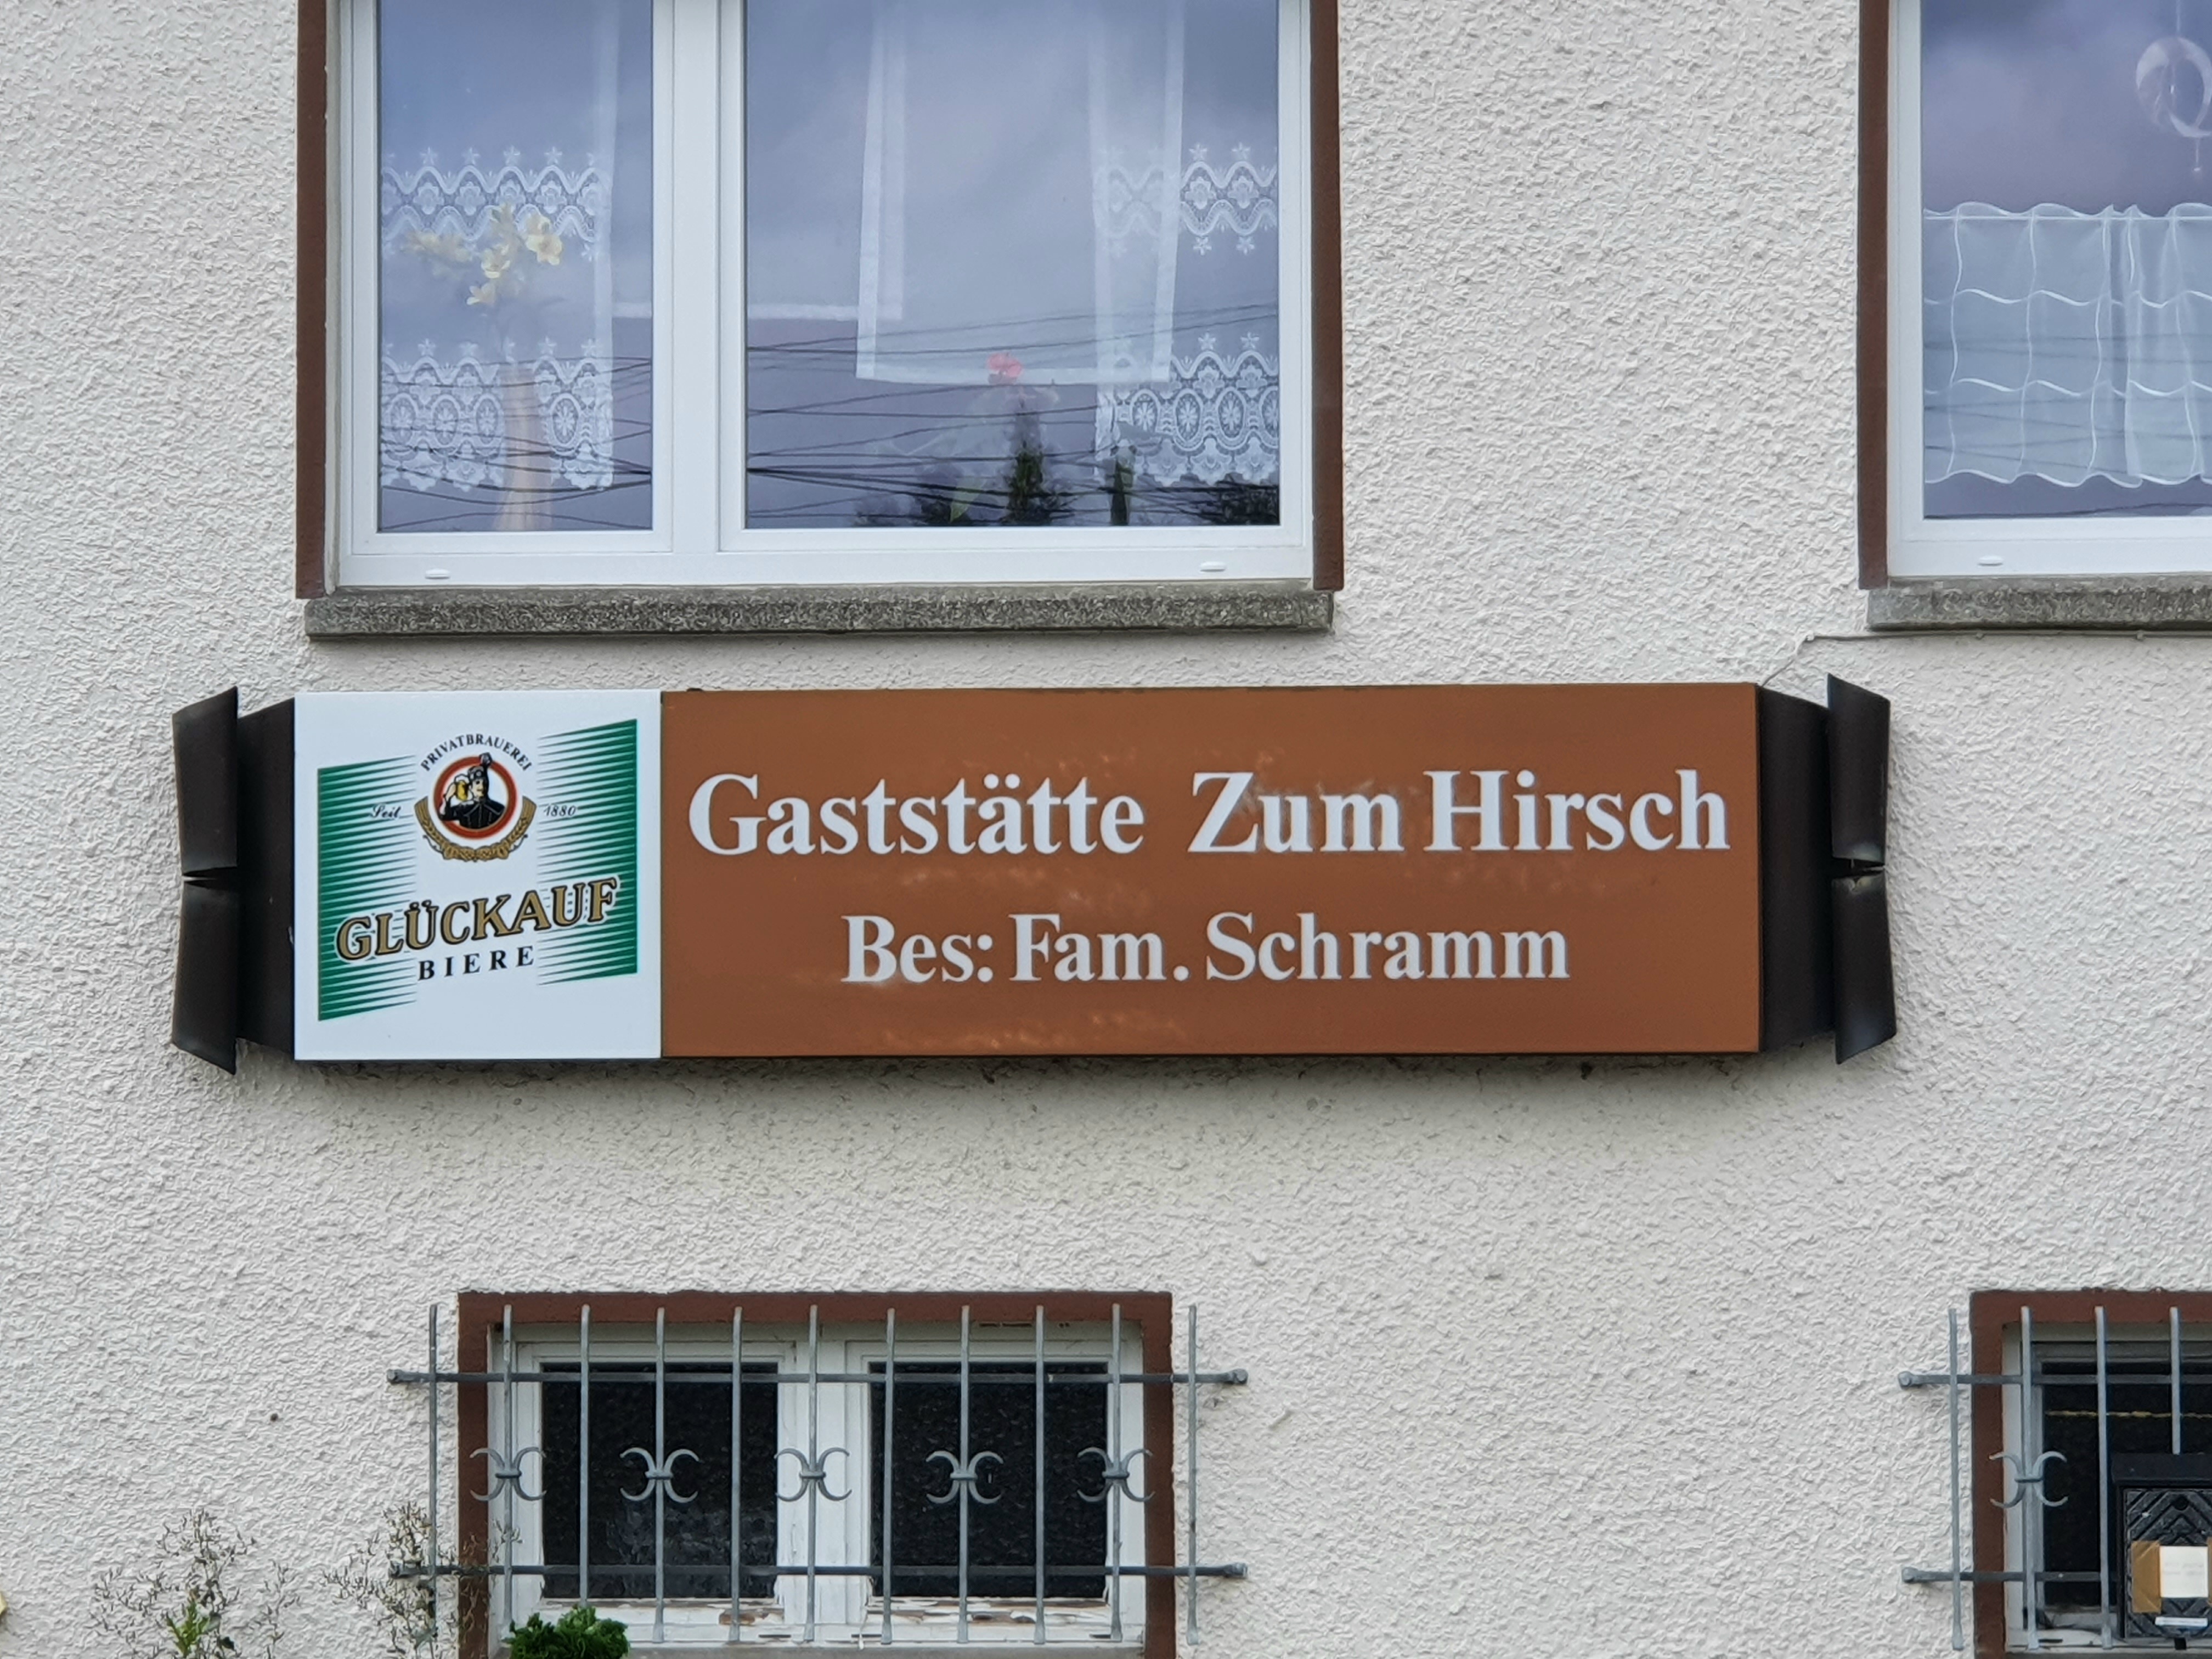 PRIVATBRAUEREI
Seit 1880
GLÜCKAUF
BIERE
Gaststätte Zum Hirsch
Bes: Fam. Schramm